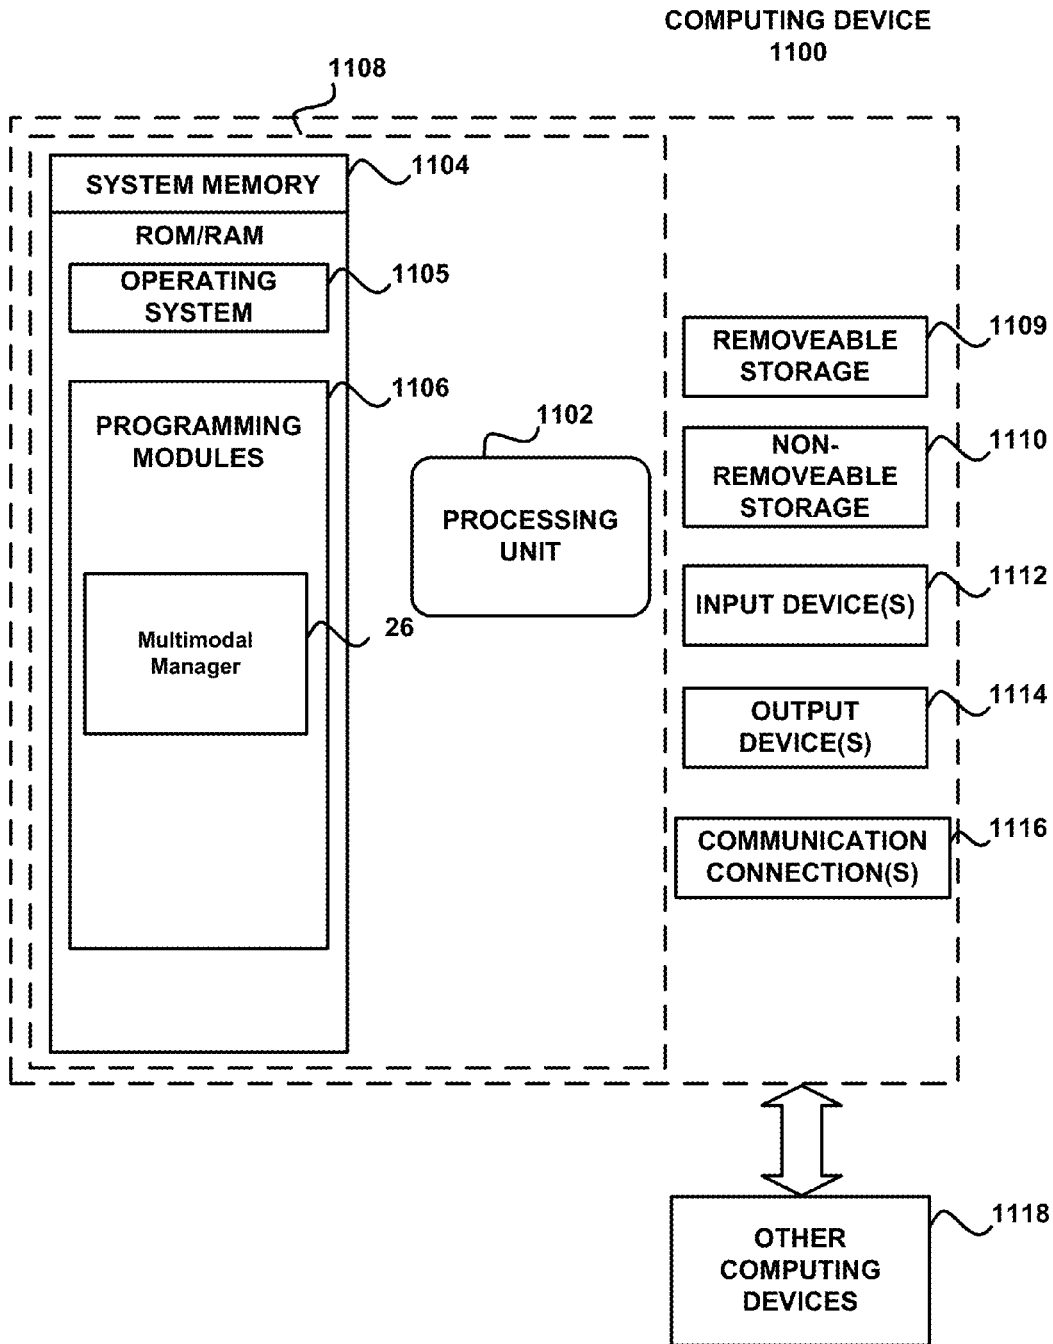 COMPUTING DEVICE
1100
1108
1104
SYSTEM MEMORY
ROM/RAM
1105
OPERATING
SYSTEM
1106
PROGRAMMING
MODULES
26
Multimodal
Manager
1102
PROCESSING
UNIT
1109
REMOVEABLE
STORAGE
1110
NON-
REMOVEABLE
STORAGE
1112
INPUT DEVICE(S)
1114
OUTPUT
DEVICE(S)
1116
COMMUNICATION
CONNECTION(S)
1118
OTHER
COMPUTING
DEVICES